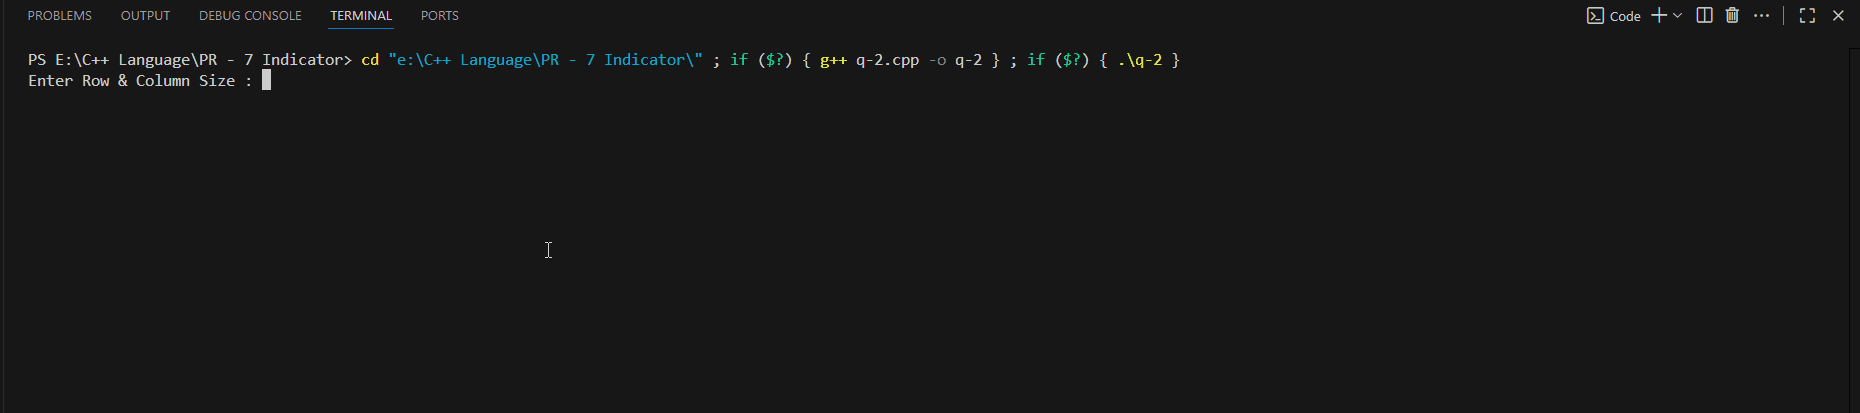 PROBLEMS OUTPUT DEBUG CONSOLE TERMINAL PORTS Code
PS E:\C++ Language\PR - 7 Indicator> cd "e:\C++ Language\PR - 7 Indicator\" ; if ($?) { g++ q-2.cpp -o q-2 } ; if ($?) { .\q-2 }
Enter Row & Column Size :